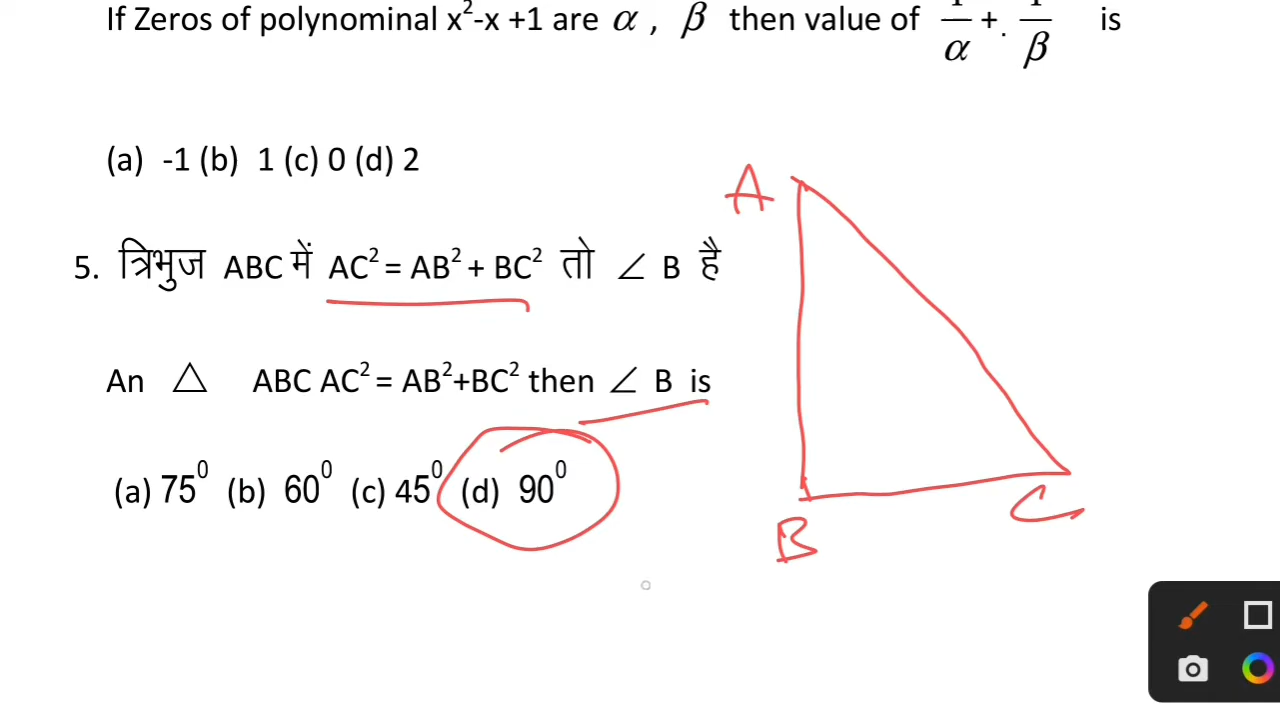 If Zeros of polynominal x²-x +1 are α , β then value of 1/α +. 1/β is
(a) -1 (b) 1 (c) 0 (d) 2
A
5. त्रिभुज ABC में AC² = AB² + BC² तो ∠ B है
An △ ABC AC² = AB²+BC² then ∠ B is
(a) 75⁰ (b) 60⁰ (c) 45⁰ (d) 90⁰
B C